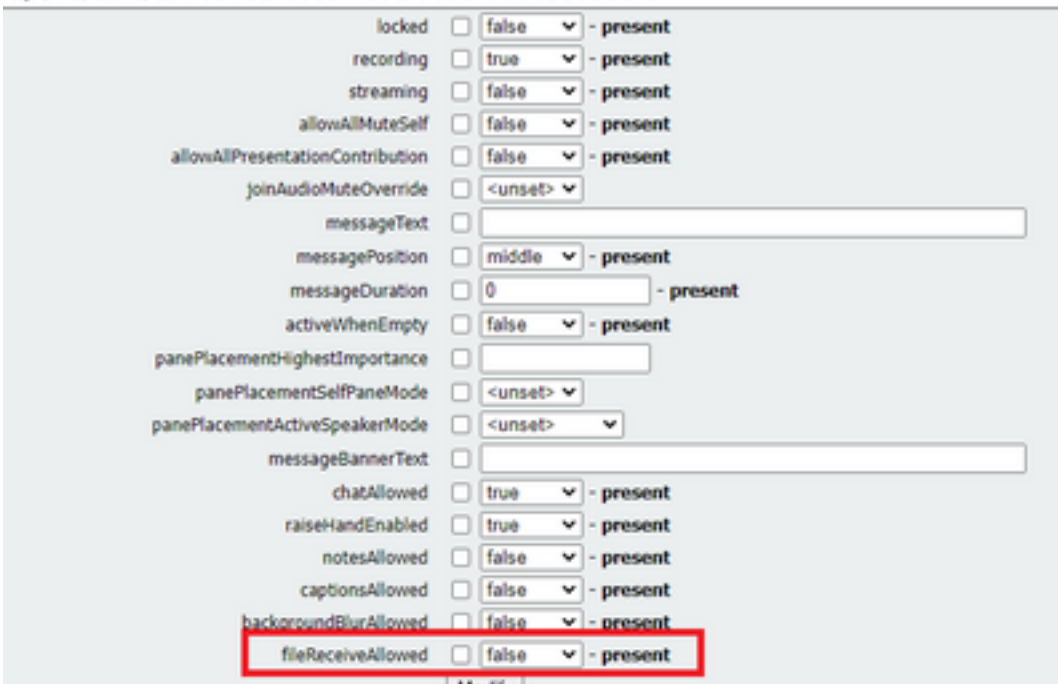 locked false - present
recording true - present
streaming false - present
allowAllMuteSelf false - present
allowAllPresentationContribution false - present
joinAudioMuteOverride <unset>
messageText
messagePosition middle - present
messageDuration 0 - present
activeWhenEmpty false - present
panePlacementHighestImportance
panePlacementSelfPaneMode <unset>
panePlacementActiveSpeakerMode <unset>
messageBannerText
chatAllowed true - present
raiseHandEnabled true - present
notesAllowed false - present
captionsAllowed false - present
backgroundBlurAllowed false - present
fileReceiveAllowed false - present